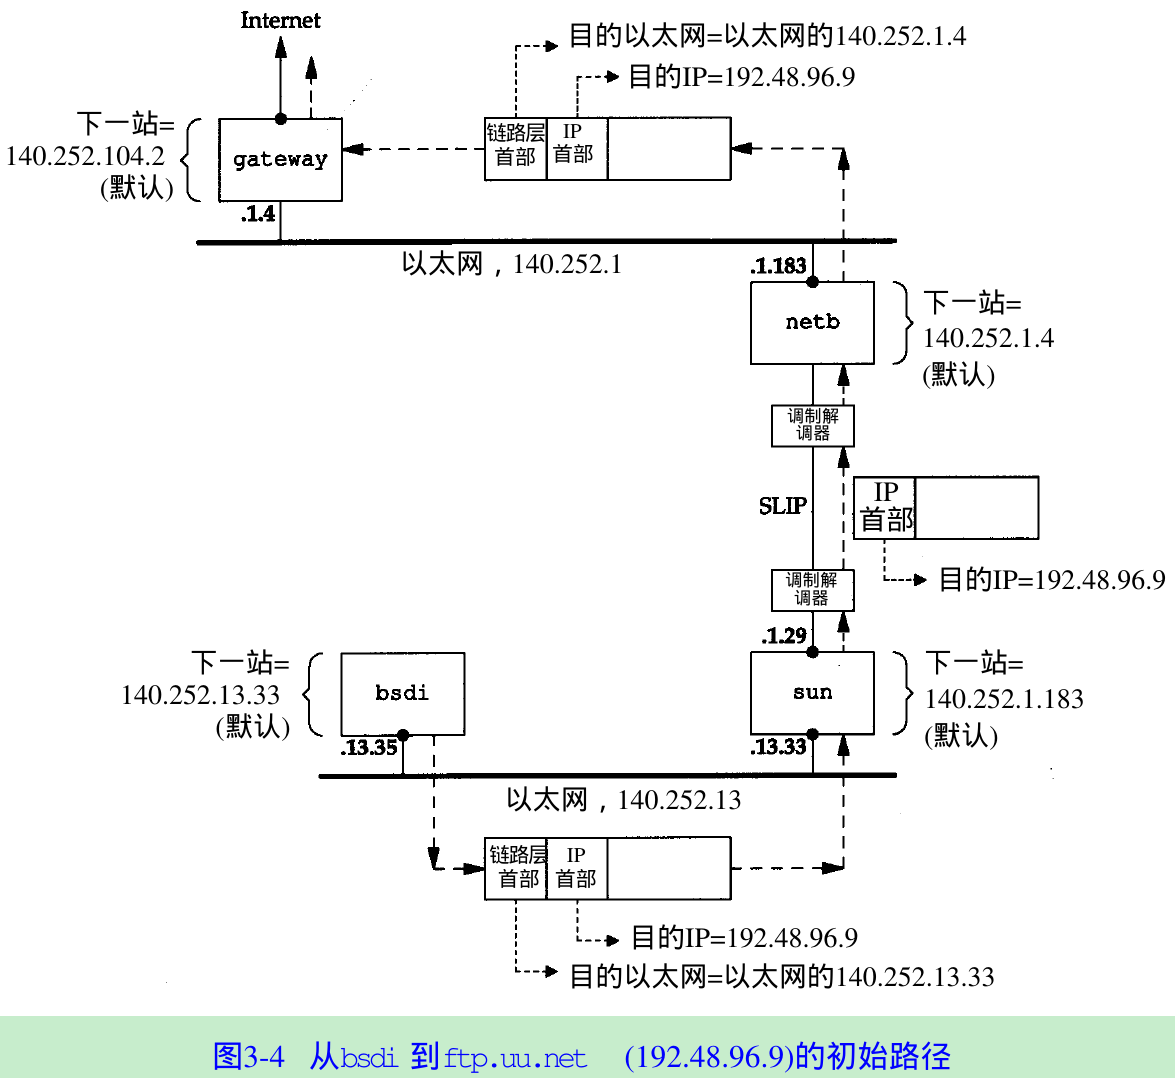 Internet
目的以太网=以太网的140.252.1.4
目的IP=192.48.96.9
下一站=
140.252.104.2
(默认)
gateway
链路层
首部
IP
首部
.1.4
以太网，140.252.1
.1.183
netb
下一站=
140.252.1.4
(默认)
调制解
调器
SLIP
IP
首部
目的IP=192.48.96.9
调制解
调器
.1.29
下一站=
140.252.13.33
(默认)
bsdi
.13.35
sun
下一站=
140.252.1.183
(默认)
.13.33
以太网，140.252.13
链路层
首部
IP
首部
目的IP=192.48.96.9
目的以太网=以太网的140.252.13.33
图3-4 从bsdi 到ftp.uu.net (192.48.96.9)的初始路径